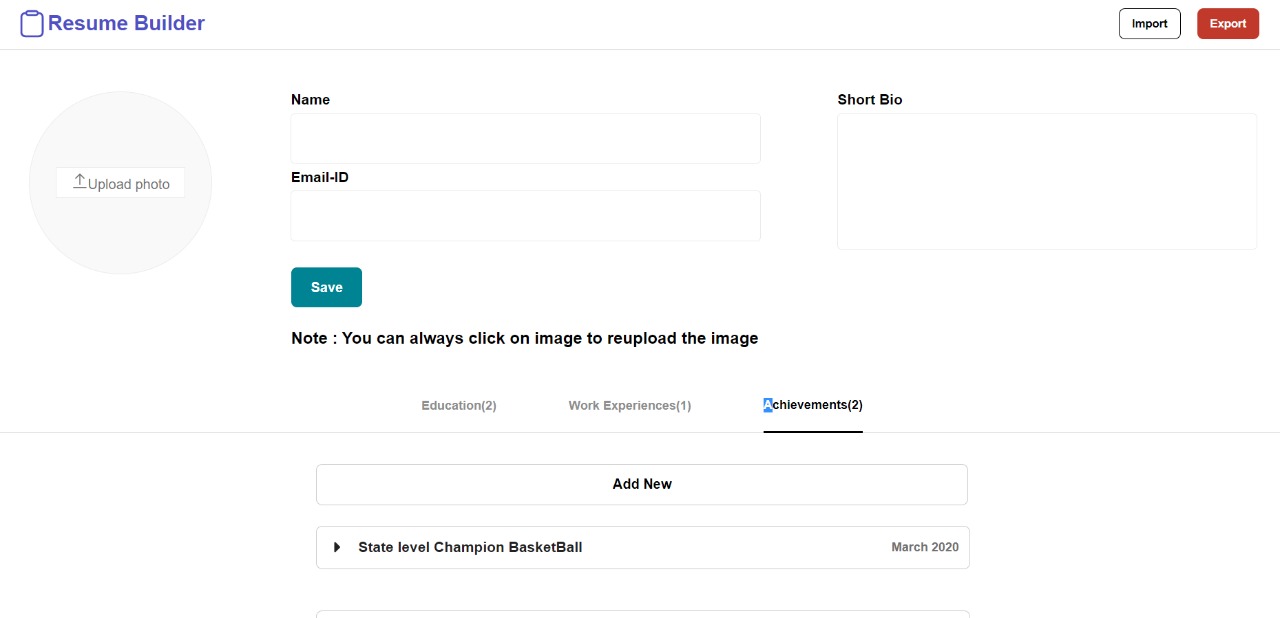 Resume Builder
Import
Export
Name
Short Bio
Upload photo
Email-ID
Save
Note : You can always click on image to reupload the image
Education(2)
Work Experiences(1)
Achievements(2)
Add New
State level Champion BasketBall
March 2020